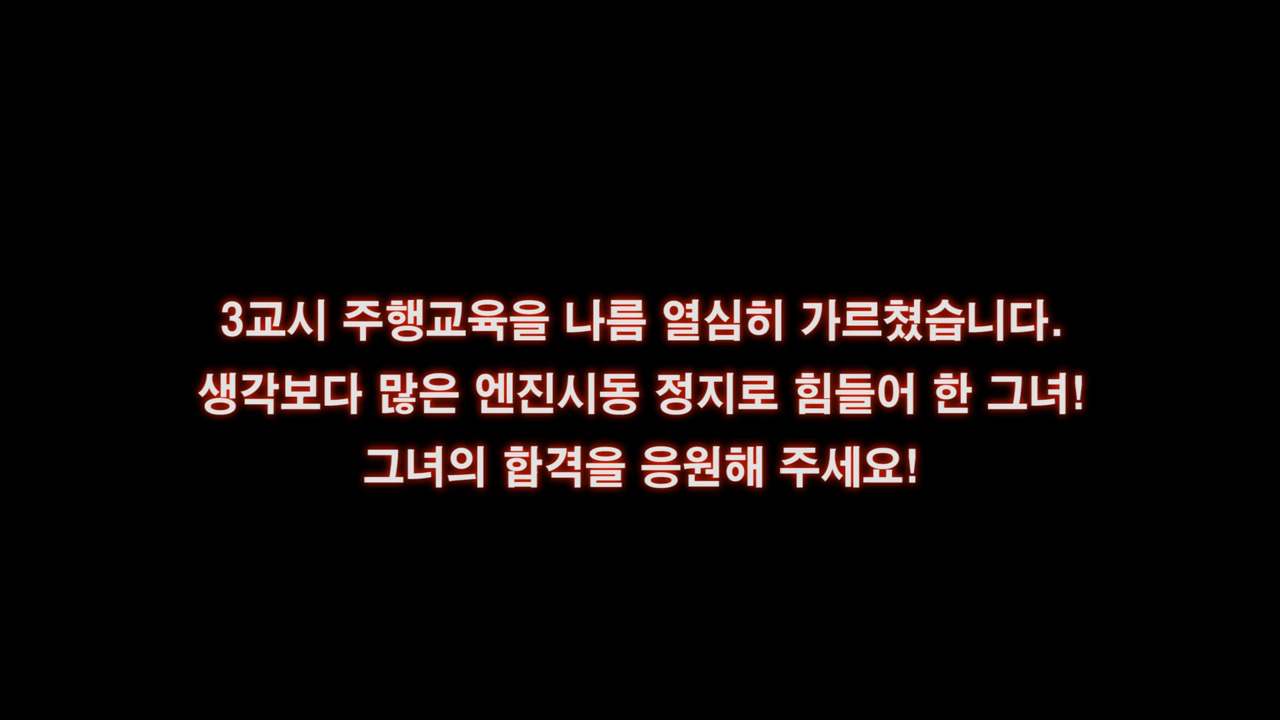 3교시 주행교육을 나름 열심히 가르쳤습니다.
생각보다 많은 엔진시동 정지로 힘들어 한 그녀!
그녀의 합격을 응원해 주세요!